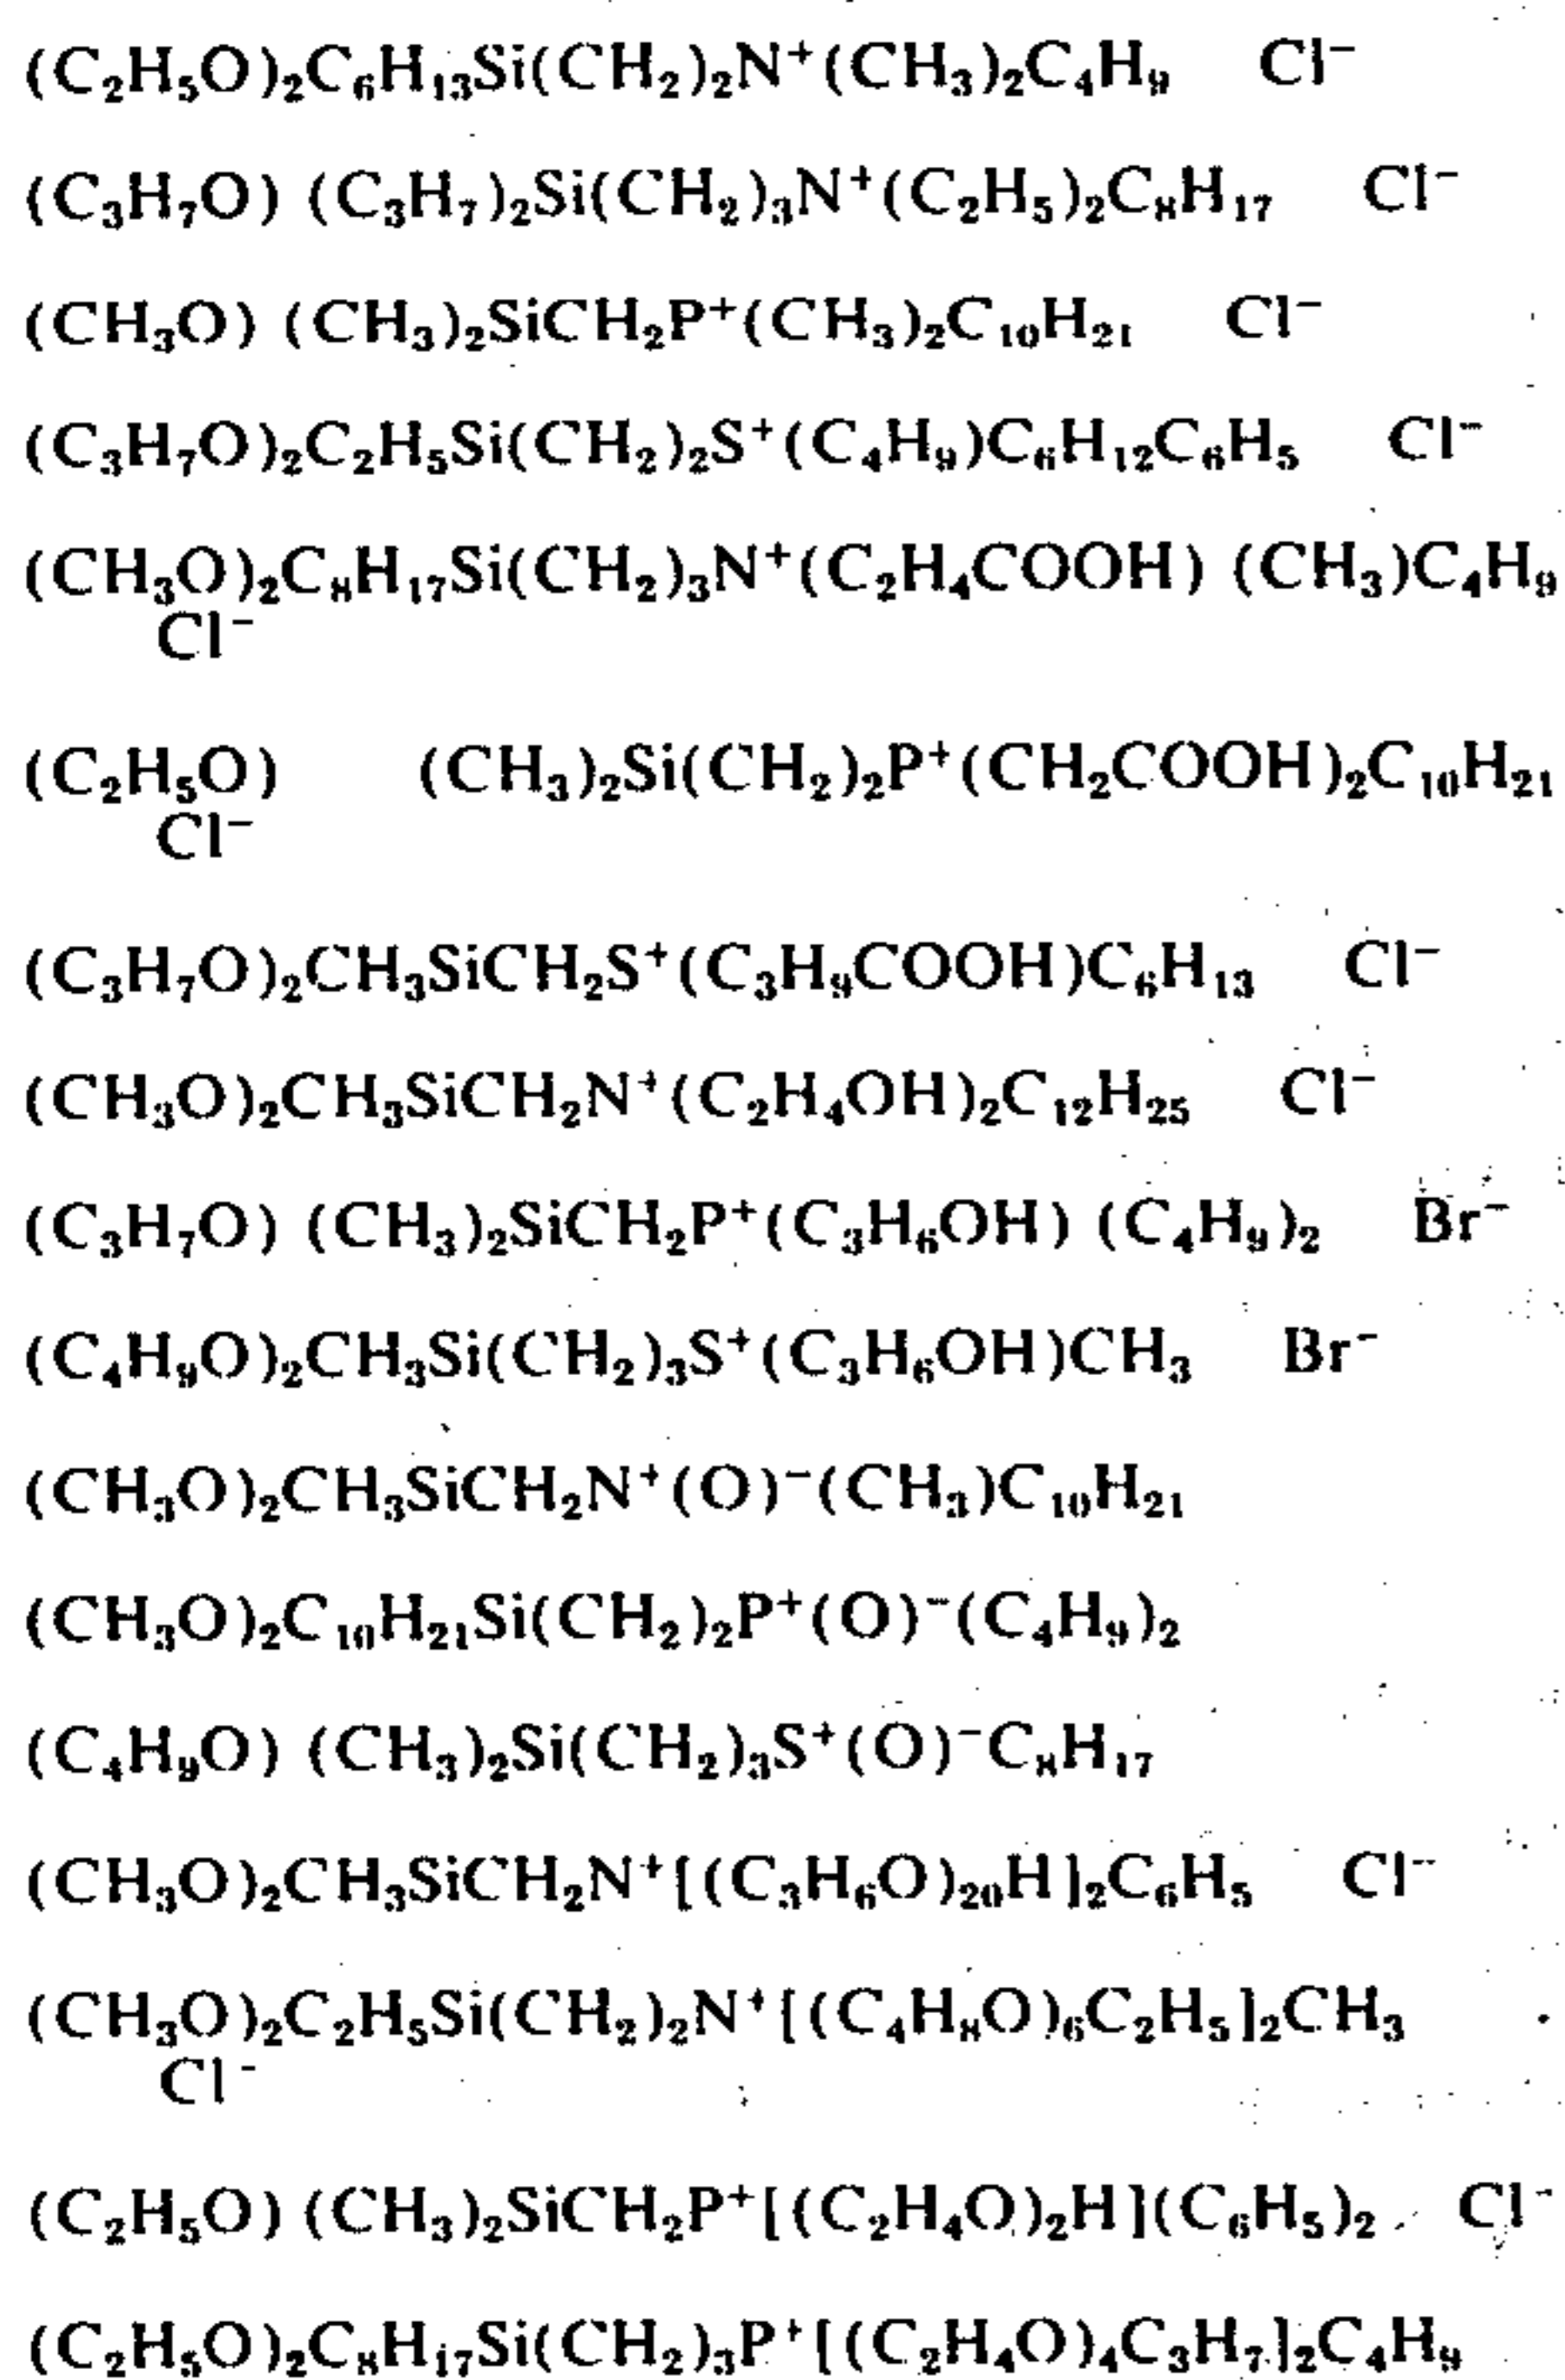 (C₂H₅O)₂C₆H₁₃Si(CH₂)₂N⁺(CH₃)₂C₄H₉ Cl⁻
(C₃H₇O) (C₃H₇)₂Si(CH₂)₃N⁺(C₂H₅)₂C₈H₁₇ Cl⁻
(CH₃O) (CH₃)₂SiCH₂P⁺(CH₃)₂C₁₀H₂₁ Cl⁻
(C₃H₇O)₂C₂H₅Si(CH₂)₂S⁺(C₄H₉)C₆H₁₂C₆H₅ Cl⁻
(CH₃O)₂C₈H₁₇Si(CH₂)₃N⁺(C₂H₄COOH) (CH₃)C₄H₉
Cl⁻
(C₂H₅O) (CH₃)₂Si(CH₂)₂P⁺(CH₂COOH)₂C₁₀H₂₁
Cl⁻
(C₃H₇O)₂CH₃SiCH₂S⁺(C₃H₉COOH)C₆H₁₃ Cl⁻
(CH₃O)₂CH₃SiCH₂N⁺(C₂H₄OH)₂C₁₂H₂₅ Cl⁻
(C₃H₇O) (CH₃)₂SiCH₂P⁺(C₃H₆OH) (C₄H₉)₂ Br⁻
(C₄H₉O)₂CH₃Si(CH₂)₃S⁺(C₃H₆OH)CH₃ Br⁻
(CH₃O)₂CH₃SiCH₂N⁺(O)⁻(CH₃)C₁₀H₂₁
(CH₃O)₂C₁₀H₂₁Si(CH₂)₂P⁺(O)⁻(C₄H₉)₂
(C₄H₉O) (CH₃)₂Si(CH₂)₃S⁺(O)⁻C₈H₁₇
(CH₃O)₂CH₃SiCH₂N⁺[(C₃H₆O)₂₀H]₂C₆H₅ Cl⁻
(CH₃O)₂C₂H₅Si(CH₂)₂N⁺[(C₄H₈O)₆C₂H₅]₂CH₃
Cl⁻
(C₂H₅O) (CH₃)₂SiCH₂P⁺[(C₂H₄O)₂H](C₆H₅)₂ Cl⁻
(C₂H₅O)₂C₈H₁₇Si(CH₂)₃P⁺[(C₂H₄O)₄C₃H₇]₂C₄H₉